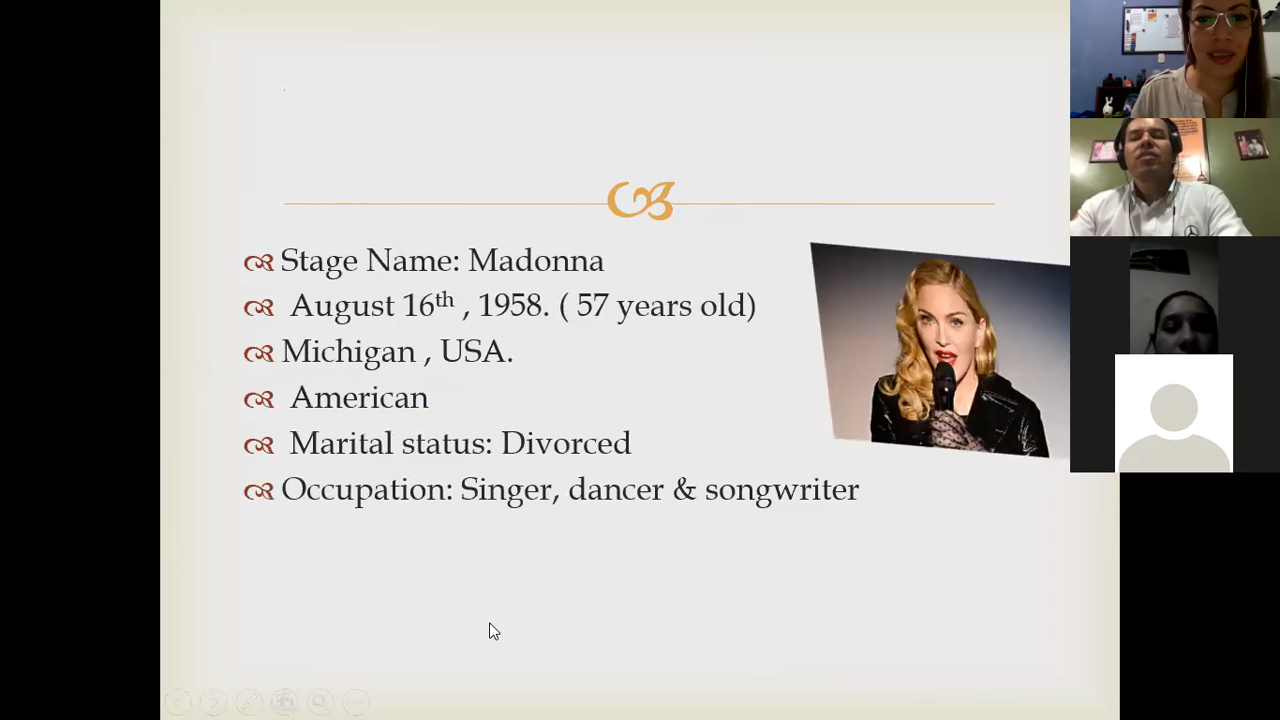 Stage Name: Madonna
August 16th , 1958. ( 57 years old)
Michigan , USA.
American
Marital status: Divorced
Occupation: Singer, dancer & songwriter